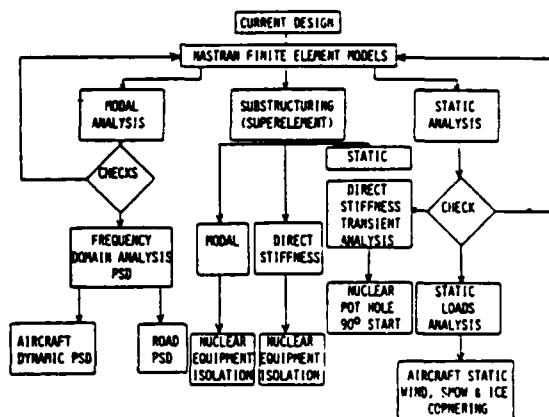 CURRENT DESIGN
NASTRAN FINITE ELEMENT MODELS
MODAL
ANALYSIS
SUBSTRUCTURING
(SUPERELEMENT)
STATIC
ANALYSIS
STATIC
CHECKS
DIRECT
STIFFNESS
TRANSIENT
ANALYSIS
CHECK
FREQUENCY
DOMAIN ANALYSIS
PSD
MODAL
DIRECT
STIFFNESS
NUCLEAR
POT HOLE
90° START
STATIC
LOADS
ANALYSIS
AIRCRAFT
DYNAMIC PSD
ROAD
PSD
NUCLEAR
EQUIPMENT
ISOLATION
NUCLEAR
EQUIPMENT
ISOLATION
AIRCRAFT STATIC
WIND, SNOW & ICE
CORNERING